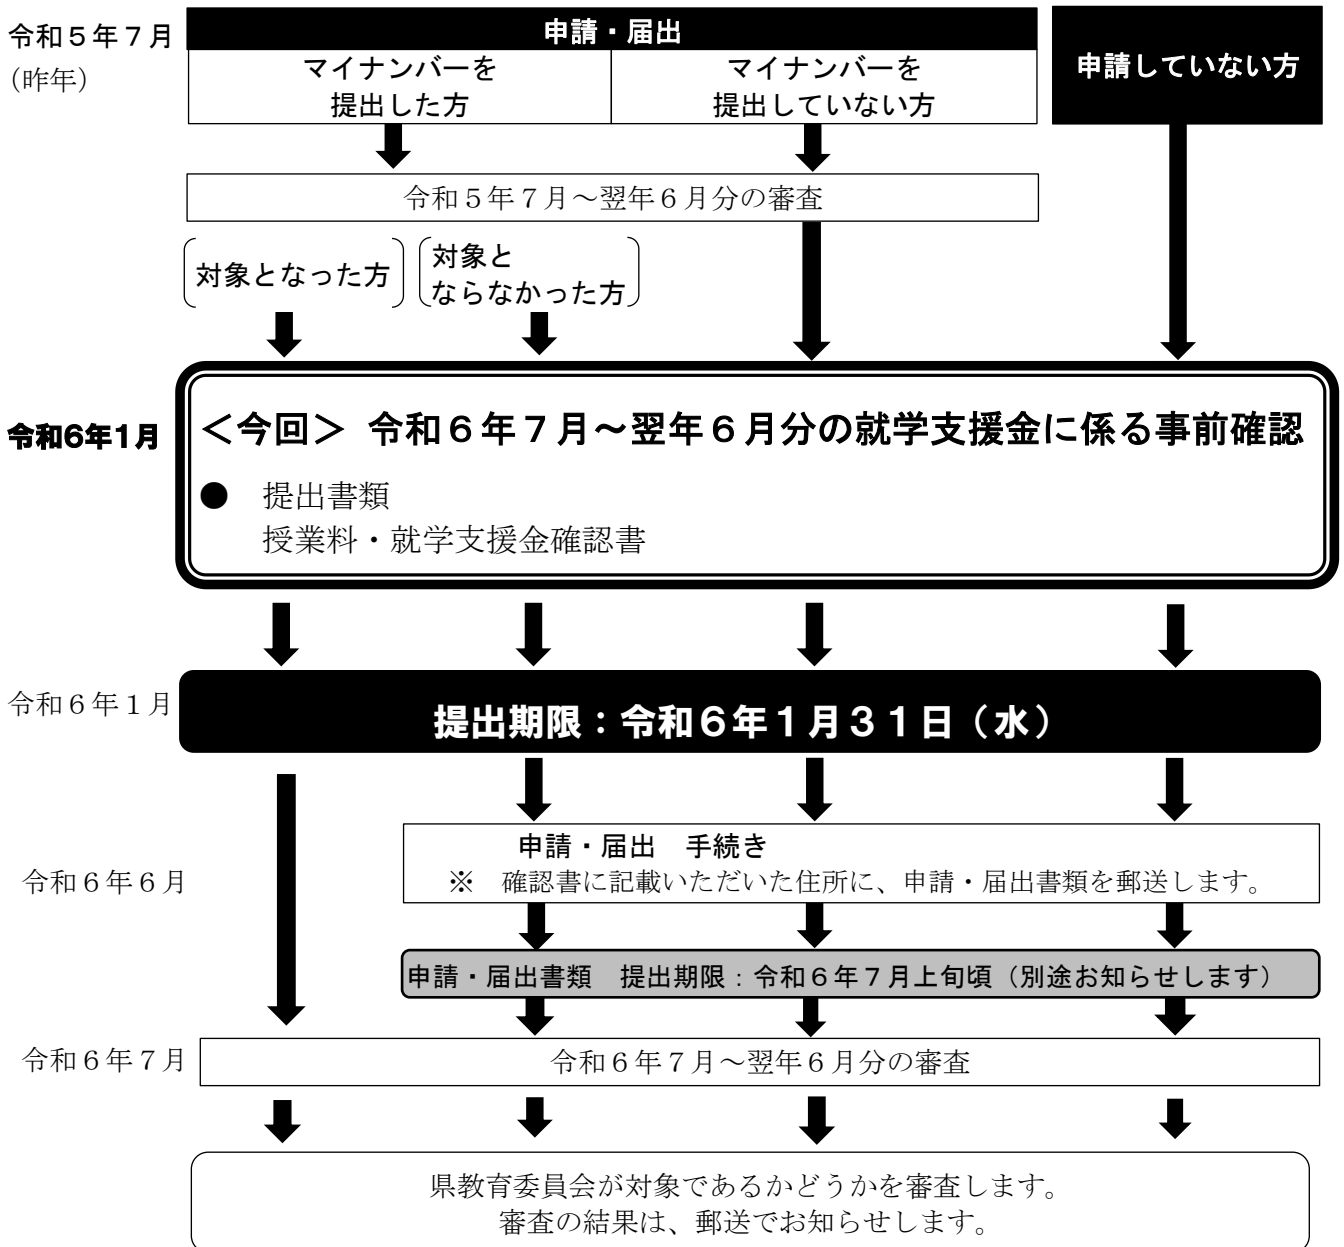 令和５年７月
(昨年)
申請・届出
マイナンバーを
提出した方
マイナンバーを
提出していない方
申請していない方
令和５年７月～翌年６月分の審査
対象となった方
対象と
ならなかった方
令和6年1月
＜今回＞ 令和６年７月～翌年６月分の就学支援金に係る事前確認
● 提出書類
授業料・就学支援金確認書
令和６年１月
提出期限：令和６年１月３１日（水）
令和６年６月
申請・届出　手続き
※　確認書に記載いただいた住所に、申請・届出書類を郵送します。
申請・届出書類　提出期限：令和６年７月上旬頃（別途お知らせします）
令和６年７月
令和６年７月～翌年６月分の審査
県教育委員会が対象であるかどうかを審査します。
審査の結果は、郵送でお知らせします。